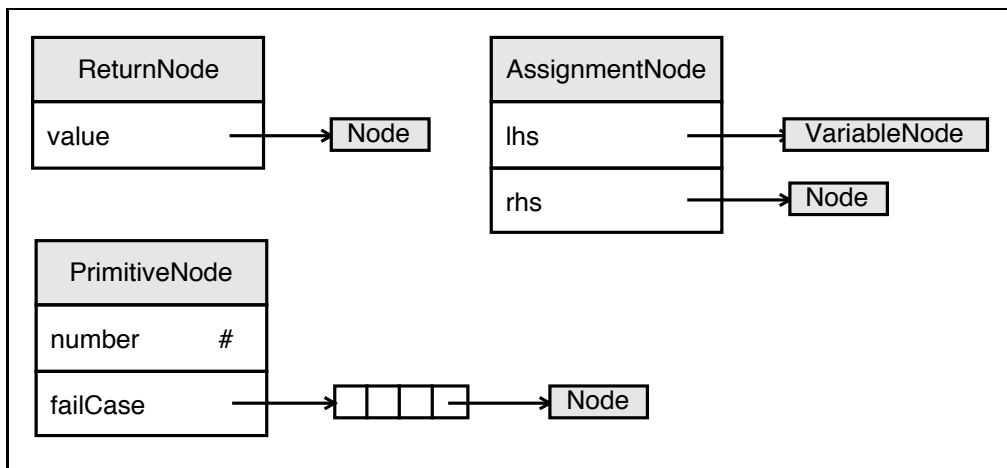 ReturnNode
value
Node
AssignmentNode
lhs
VariableNode
rhs
Node
PrimitiveNode
number #
failCase
Node